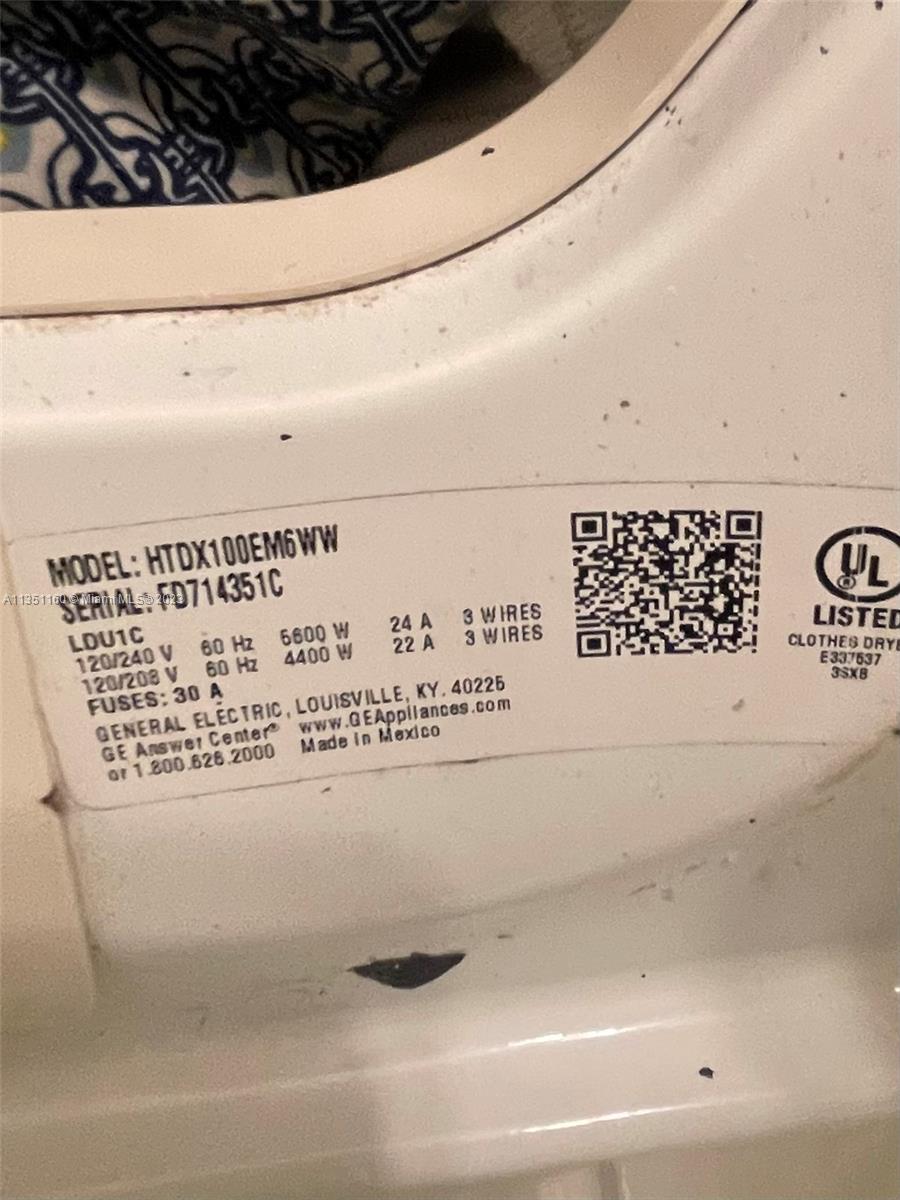 MODEL: HTDX100EM6WW
SERIAL: FD714351C
A11351160 © Miami MLS® 2023
LDU1C
120/240 V 60 Hz 5600 W 24 A 3 WIRES
120/208 V 60 Hz 4400 W 22 A 3 WIRES
FUSES: 30 A
GENERAL ELECTRIC, LOUISVILLE, KY. 40225
GE Answer Center® www.GEAppliances.com
or 1.800.626.2000 Made in Mexico
UL
LISTED
CLOTHES DRYE
E337637
3SX8